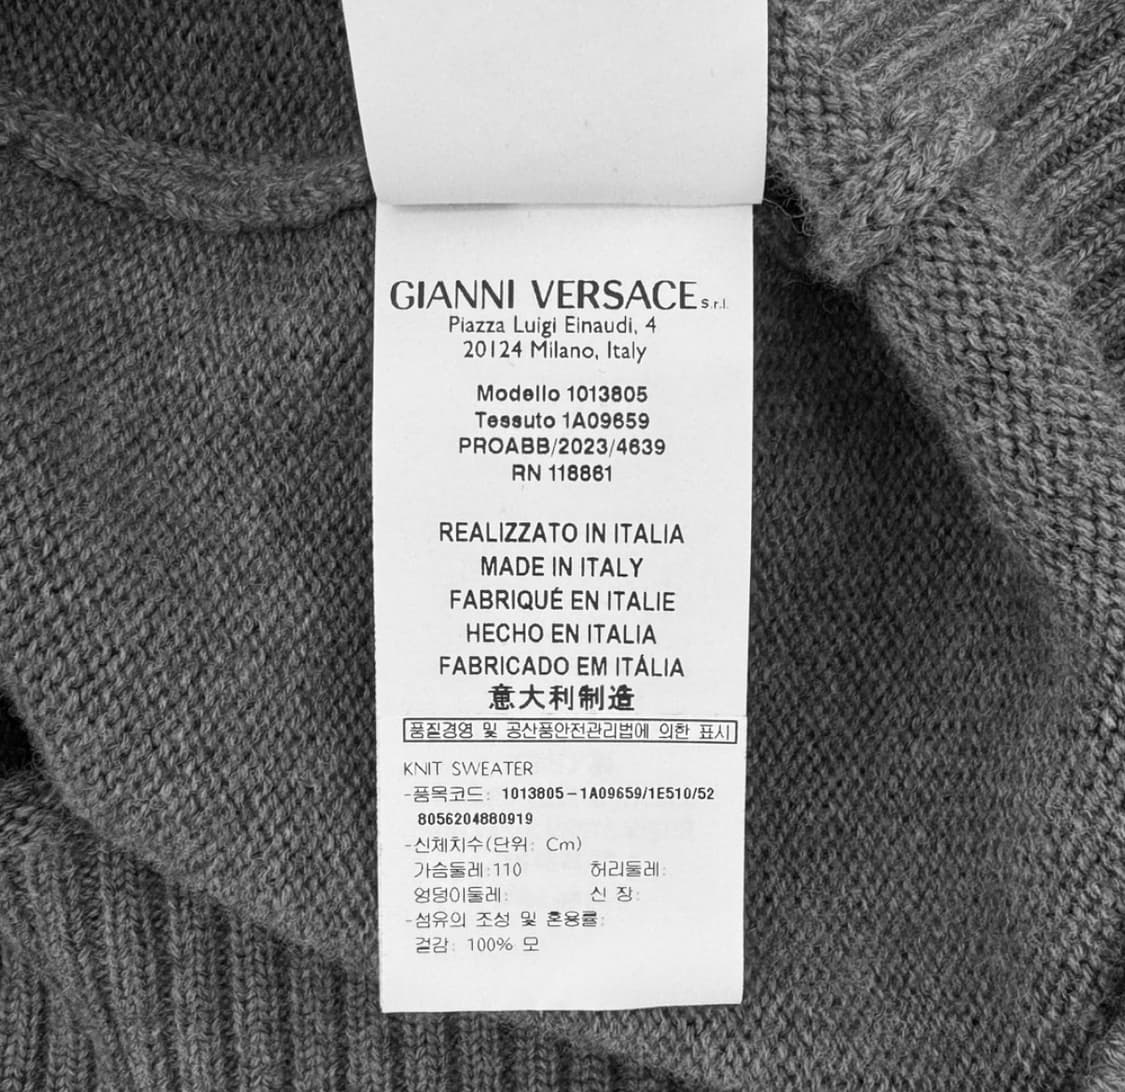 GIANNI VERSACE s.r.l.
Piazza Luigi Einaudi, 4
20124 Milano, Italy
Modello 1013805
Tessuto 1A09659
PROABB/2023/4639
RN 118861
REALIZZATO IN ITALIA
MADE IN ITALY
FABRIQUÉ EN ITALIE
HECHO EN ITALIA
FABRICADO EM ITÁLIA
意大利制造
품질경영 및 공산품안전관리법에 의한 표시
KNIT SWEATER
-품목코드: 1013805-1A09659/1E510/52
8056204880919
-신체치수(단위: Cm)
가슴둘레:110 허리둘레:
엉덩이둘레: 신 장:
-섬유의 조성 및 혼용률:
겉감: 100% 모